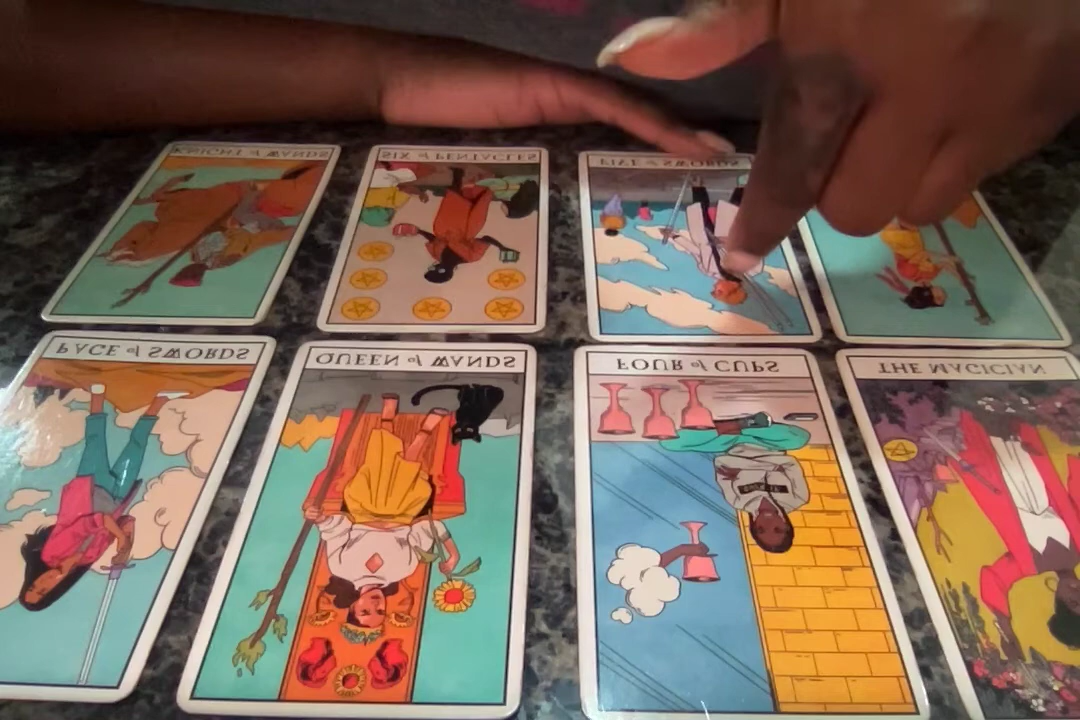 KNIGHT of WANDS
SIX of PENTACLES
FIVE of SWORDS
PAGE of SWORDS
QUEEN of WANDS
FOUR of CUPS
THE MAGICIAN